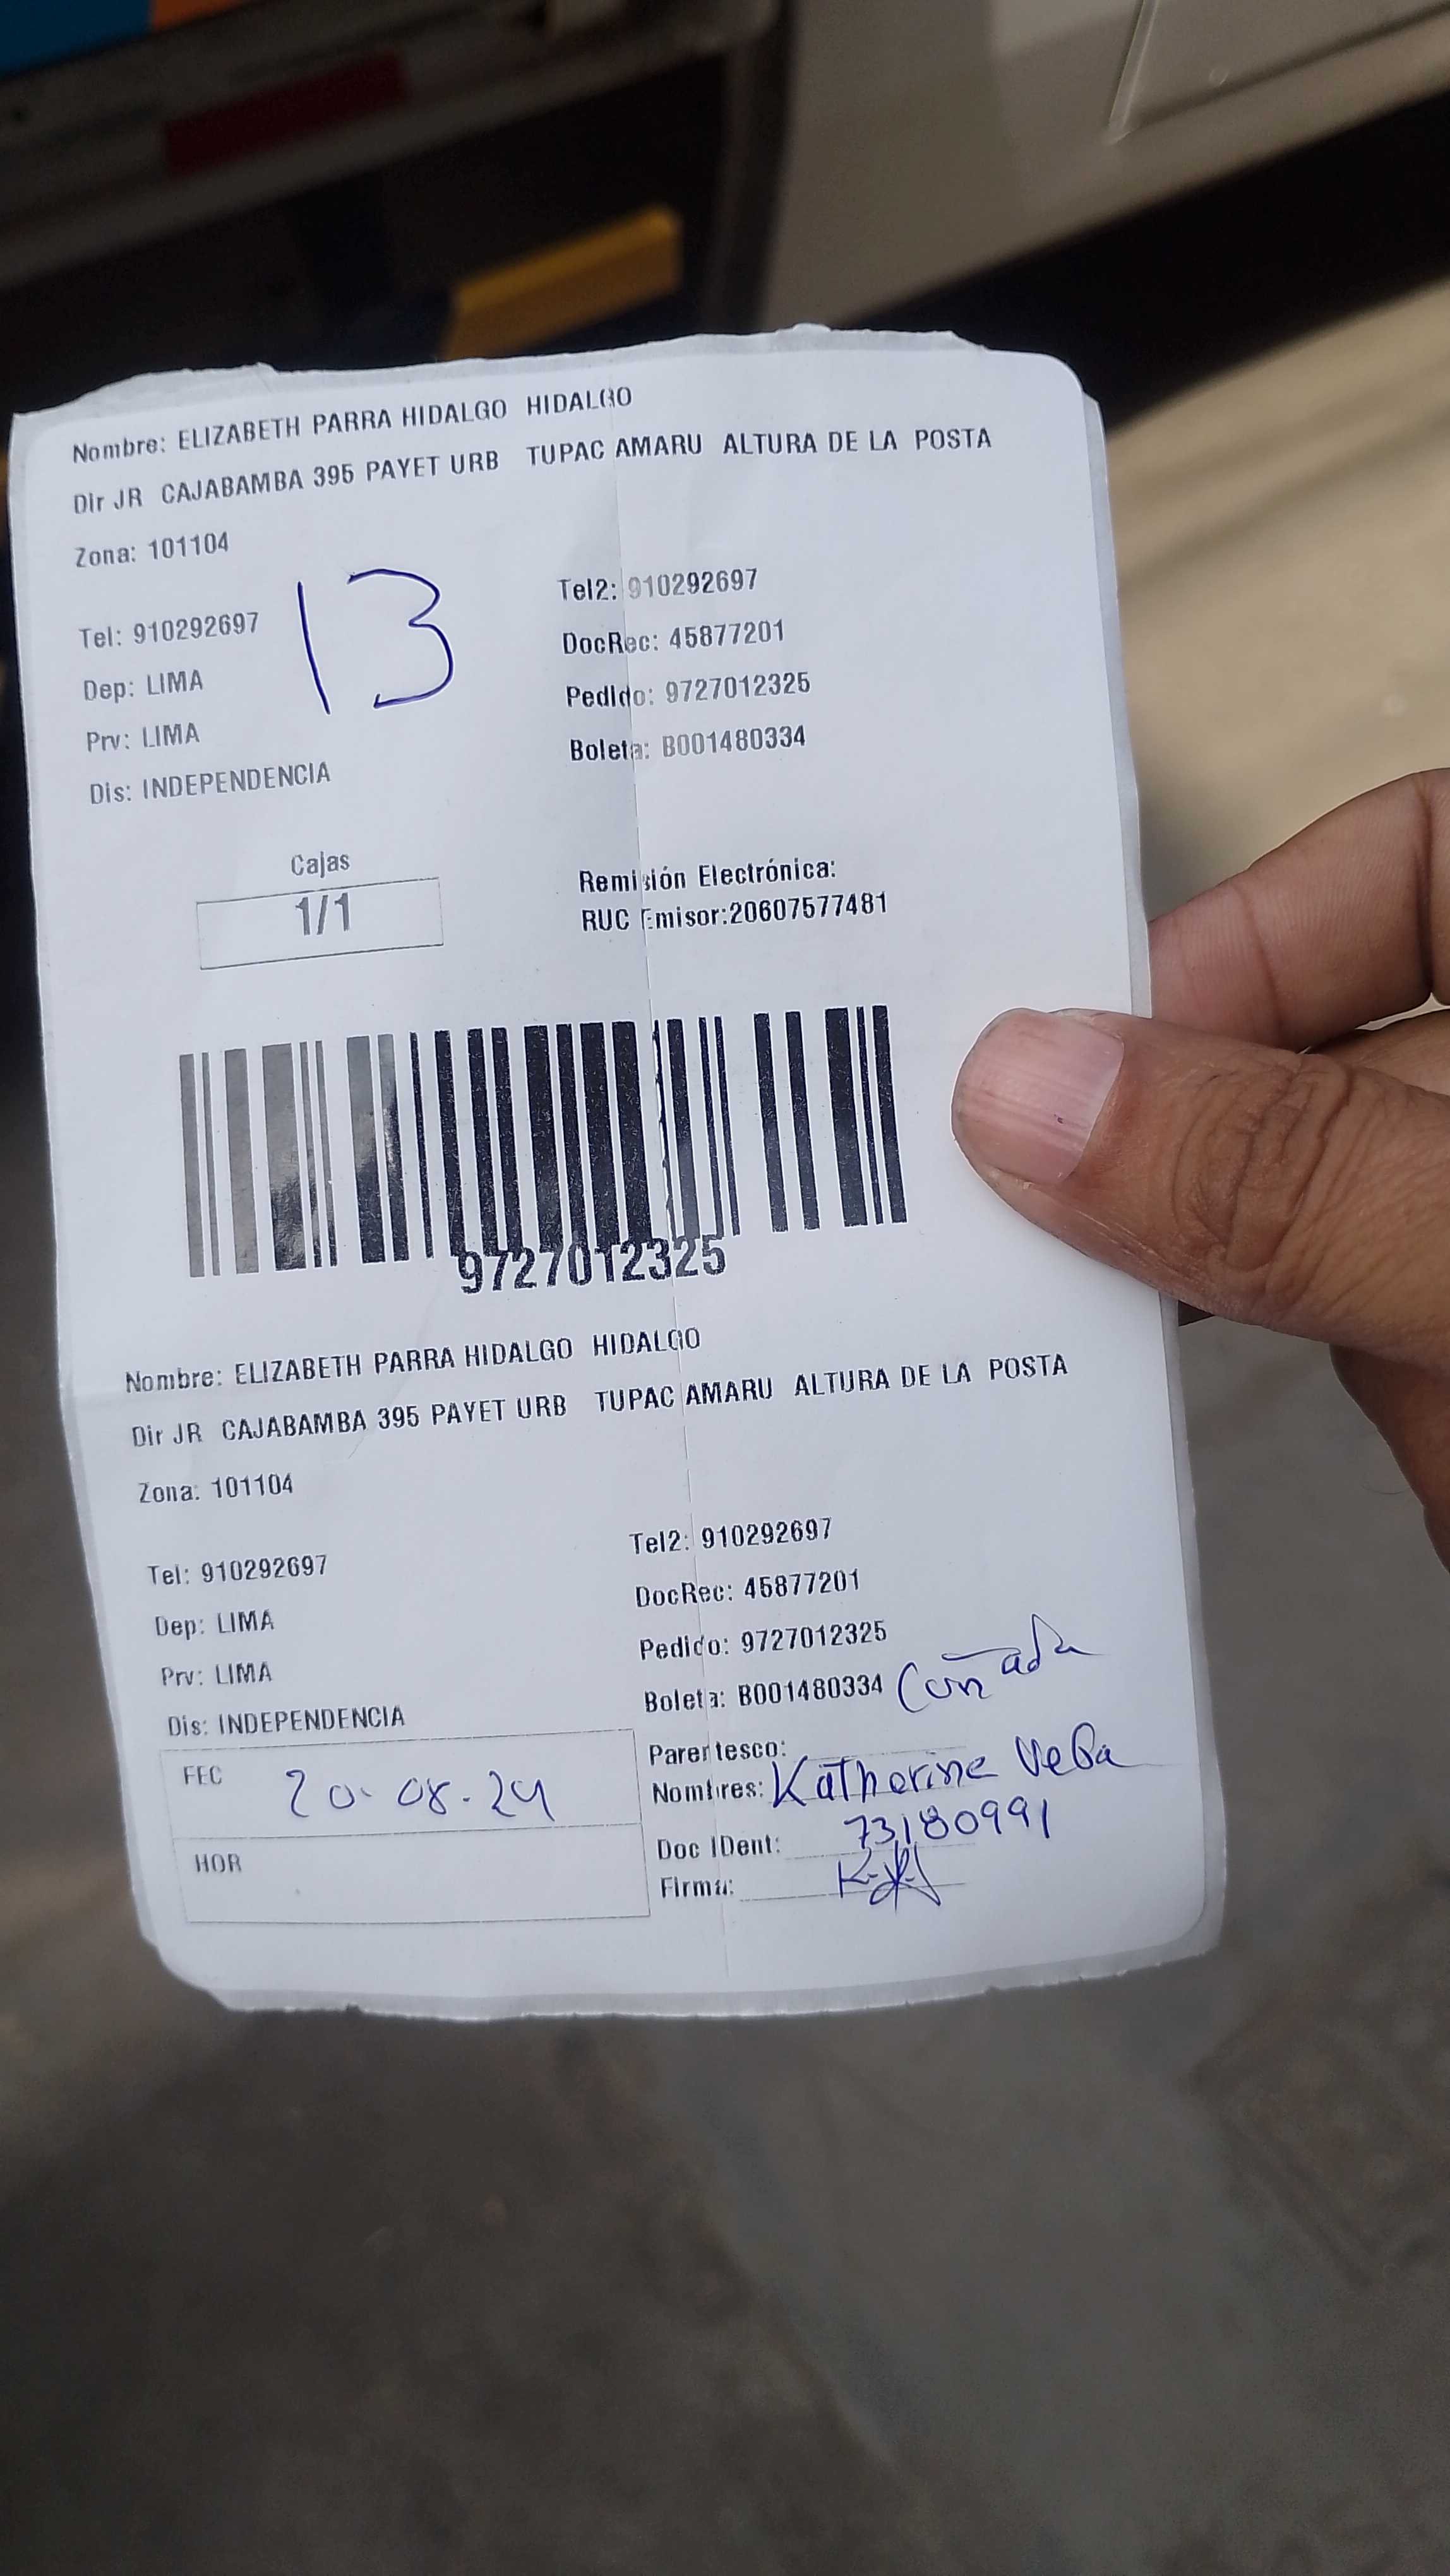 Nombre: ELIZABETH PARRA HIDALGO HIDALGO
Dir JR CAJABAMBA 395 PAYET URB TUPAC AMARU ALTURA DE LA POSTA
Zona: 101104
13
Tel: 910292697
Tel2: 910292697
Dep: LIMA
DocRec: 45877201
Prv: LIMA
Pedido: 9727012325
Dis: INDEPENDENCIA
Boleta: B001480334
Cajas
1/1
Remisión Electrónica:
RUC Emisor:20607577481
9727012325
Nombre: ELIZABETH PARRA HIDALGO HIDALGO
Dir JR CAJABAMBA 395 PAYET URB TUPAC AMARU ALTURA DE LA POSTA
Zona: 101104
Tel: 910292697
Tel2: 910292697
Dep: LIMA
DocRec: 45877201
Prv: LIMA
Pedido: 9727012325
Dis: INDEPENDENCIA
Boleta: B001480334
Cuñada
Parentesco:
FEC 20.08.24
Nombres: Katherine Vega
HOR
Doc IDent: 73180991
Firma: